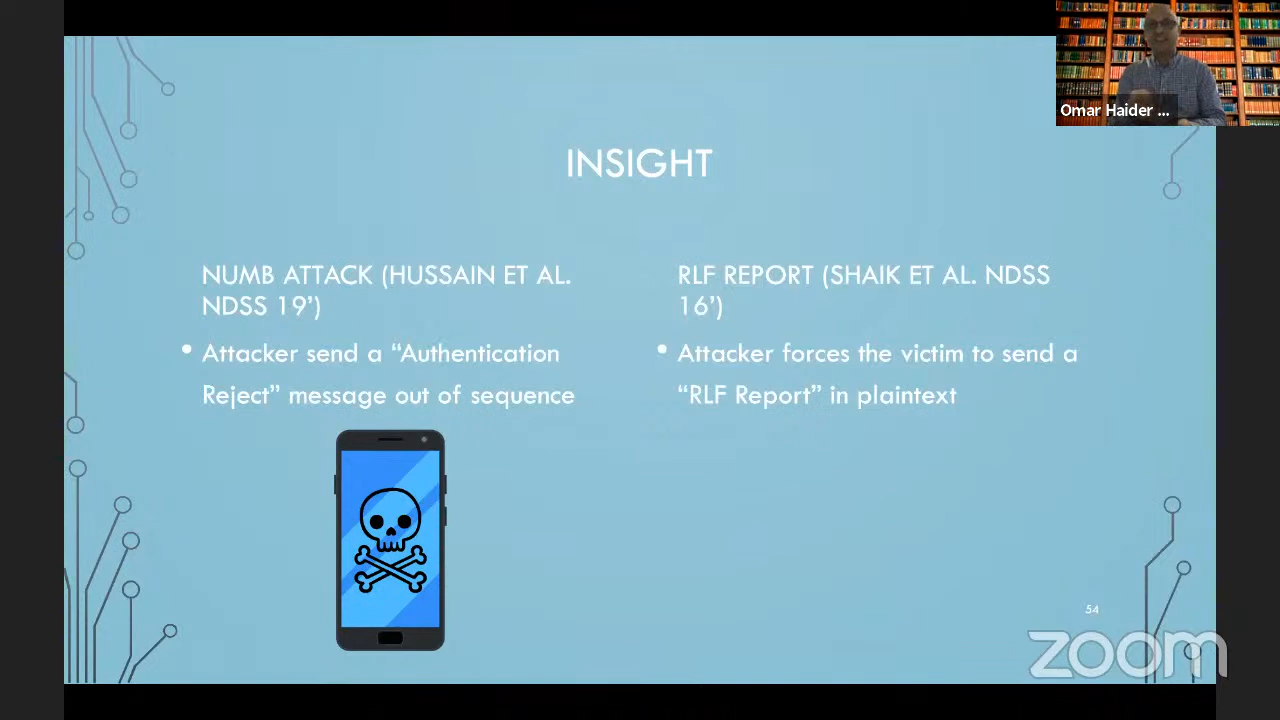 Omar Haider ...
INSIGHT
NUMB ATTACK (HUSSAIN ET AL.
NDSS 19’)
• Attacker send a “Authentication
Reject” message out of sequence
RLF REPORT (SHAIK ET AL. NDSS
16’)
• Attacker forces the victim to send a
“RLF Report” in plaintext
54
zoom